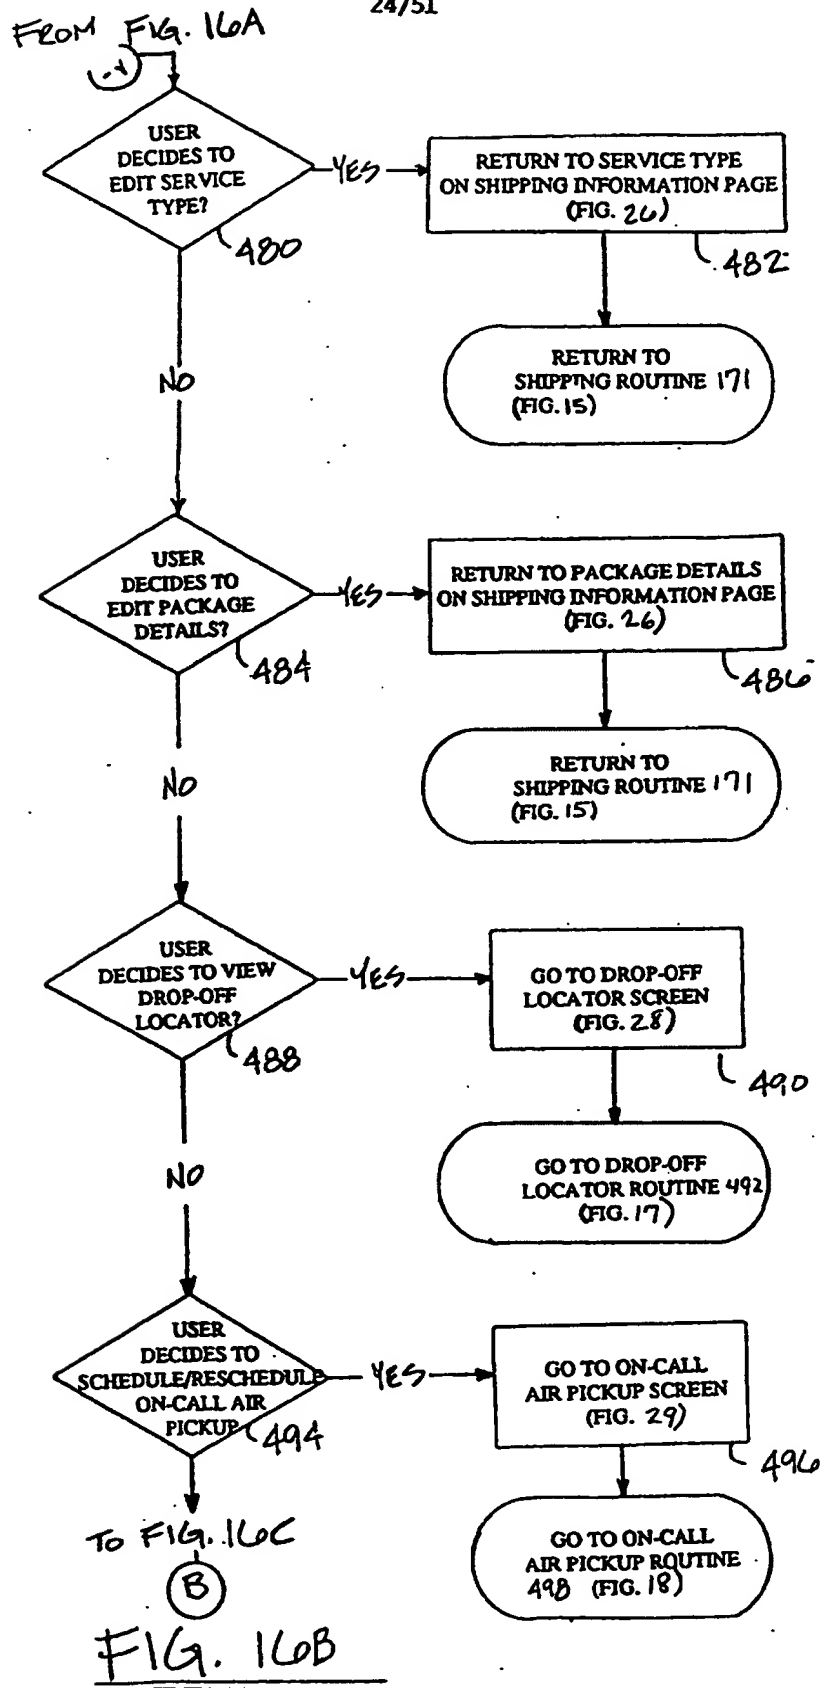 24/51
FROM FIG. 16A
USER
DECIDES TO
EDIT SERVICE
TYPE?
480
YES
RETURN TO SERVICE TYPE
ON SHIPPING INFORMATION PAGE
(FIG. 26)
482
RETURN TO
SHIPPING ROUTINE 171
(FIG. 15)
NO
USER
DECIDES TO
EDIT PACKAGE
DETAILS?
484
YES
RETURN TO PACKAGE DETAILS
ON SHIPPING INFORMATION PAGE
(FIG. 26)
486
RETURN TO
SHIPPING ROUTINE 171
(FIG. 15)
NO
USER
DECIDES TO VIEW
DROP-OFF
LOCATOR?
488
YES
GO TO DROP-OFF
LOCATOR SCREEN
(FIG. 28)
490
GO TO DROP-OFF
LOCATOR ROUTINE 492
(FIG. 17)
NO
USER
DECIDES TO
SCHEDULE/RESCHEDULE
ON-CALL AIR
PICKUP
494
YES
GO TO ON-CALL
AIR PICKUP SCREEN
(FIG. 29)
496
GO TO ON-CALL
AIR PICKUP ROUTINE
498 (FIG. 18)
TO FIG. 16C
B
FIG. 16B